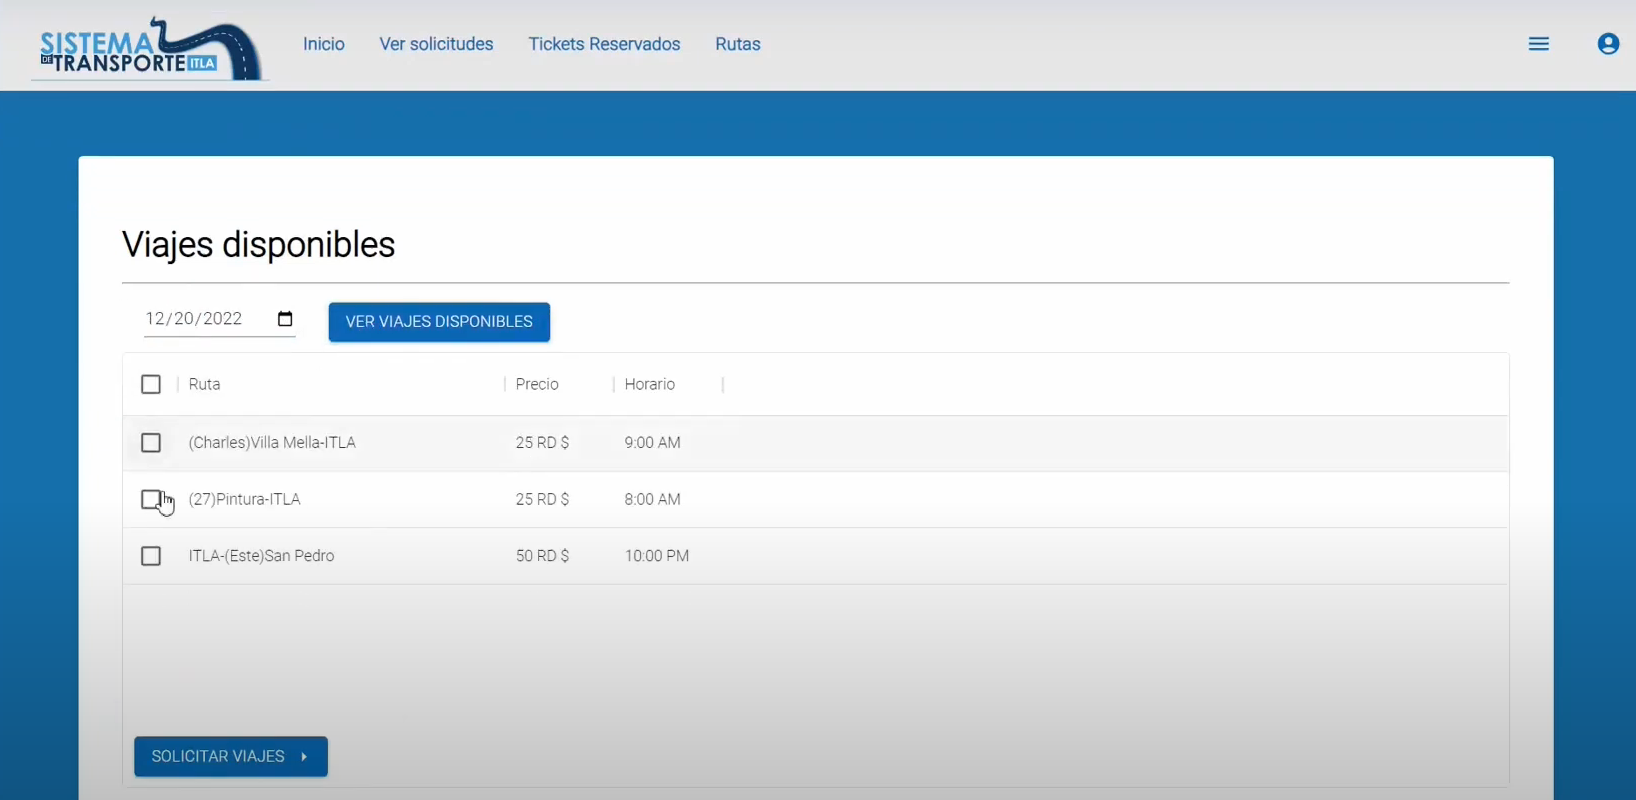 SISTEMA
DE TRANSPORTE ITLA
Inicio Ver solicitudes Tickets Reservados Rutas
Viajes disponibles
12/20/2022 VER VIAJES DISPONIBLES
Ruta Precio Horario
(Charles)Villa Mella-ITLA 25 RD $ 9:00 AM
(27)Pintura-ITLA 25 RD $ 8:00 AM
ITLA-(Este)San Pedro 50 RD $ 10:00 PM
SOLICITAR VIAJES